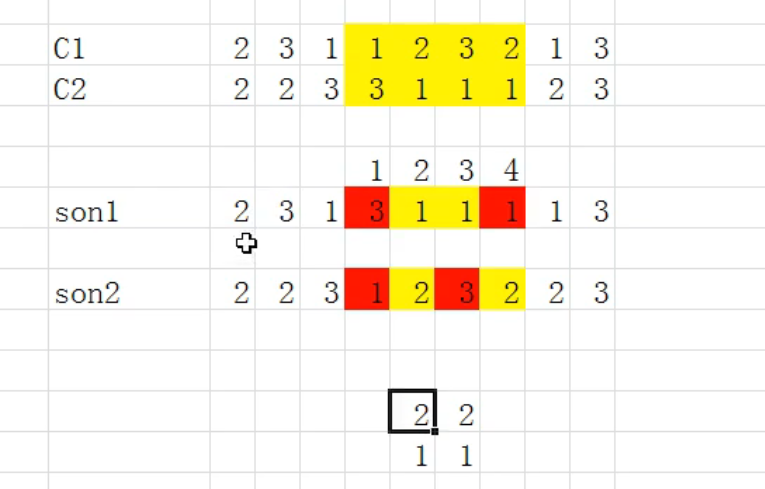 C1 2 3 1 1 2 3 2 1 3
C2 2 2 3 3 1 1 1 2 3
1 2 3 4
son1 2 3 1 3 1 1 1 1 3
son2 2 2 3 1 2 3 2 2 3
2 2
1 1